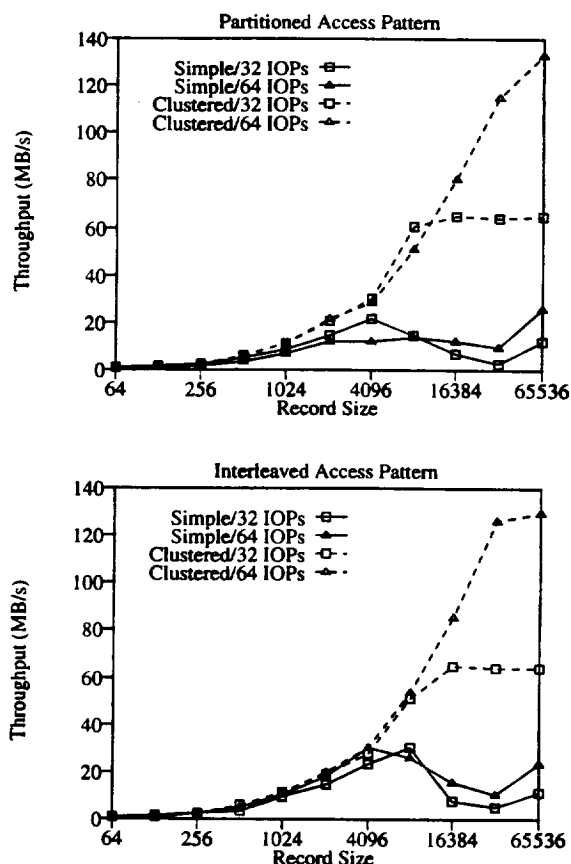 Partitioned Access Pattern
140
120
100
80
60
40
20
0
Throughput (MB/s)
Simple/32 IOPs
Simple/64 IOPs
Clustered/32 IOPs
Clustered/64 IOPs
64 256 1024 4096 16384 65536
Record Size
Interleaved Access Pattern
140
120
100
80
60
40
20
0
Throughput (MB/s)
Simple/32 IOPs
Simple/64 IOPs
Clustered/32 IOPs
Clustered/64 IOPs
64 256 1024 4096 16384 65536
Record Size